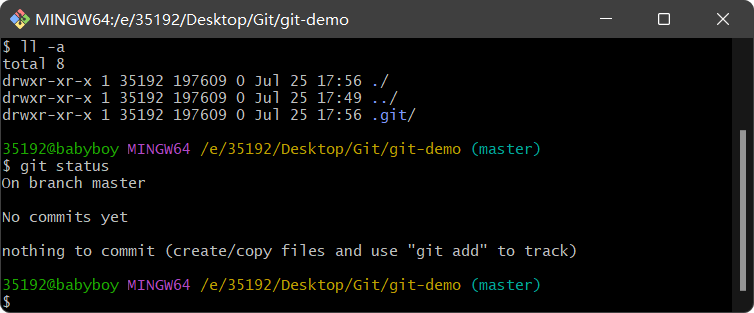 MINGW64:/e/35192/Desktop/Git/git-demo
$ ll -a
total 8
drwxr-xr-x 1 35192 197609 0 Jul 25 17:56 ./
drwxr-xr-x 1 35192 197609 0 Jul 25 17:49 ../
drwxr-xr-x 1 35192 197609 0 Jul 25 17:56 .git/
35192@babyboy MINGW64 /e/35192/Desktop/Git/git-demo (master)
$ git status
On branch master
No commits yet
nothing to commit (create/copy files and use "git add" to track)
35192@babyboy MINGW64 /e/35192/Desktop/Git/git-demo (master)
$